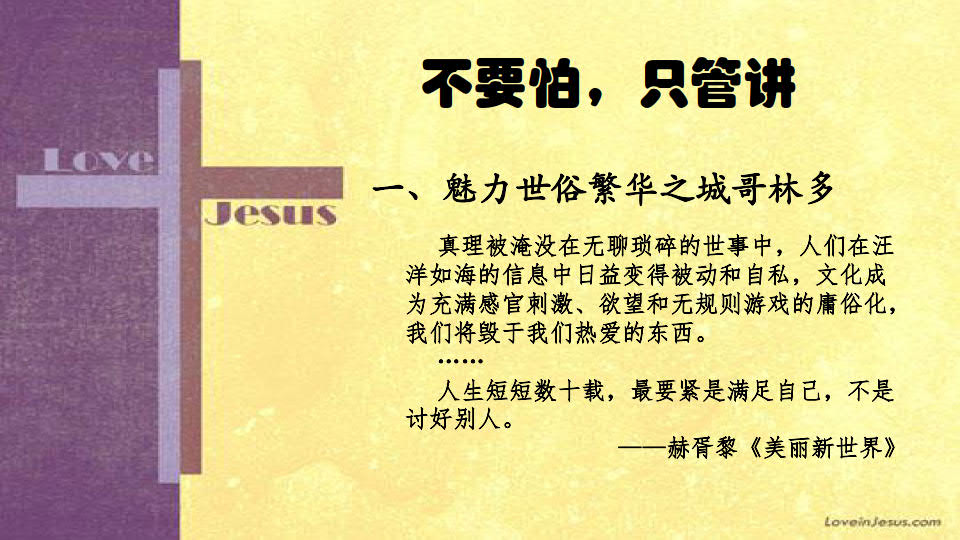 Love
Jesus
不要怕，只管讲
一、魅力世俗繁华之城哥林多
真理被淹没在无聊琐碎的世事中，人们在汪
洋如海的信息中日益变得被动和自私，文化成
为充满感官刺激、欲望和无规则游戏的庸俗化，
我们将毁于我们热爱的东西。
……
人生短短数十载，最要紧是满足自己，不是
讨好别人。
——赫胥黎《美丽新世界》
LoveinJesus.com